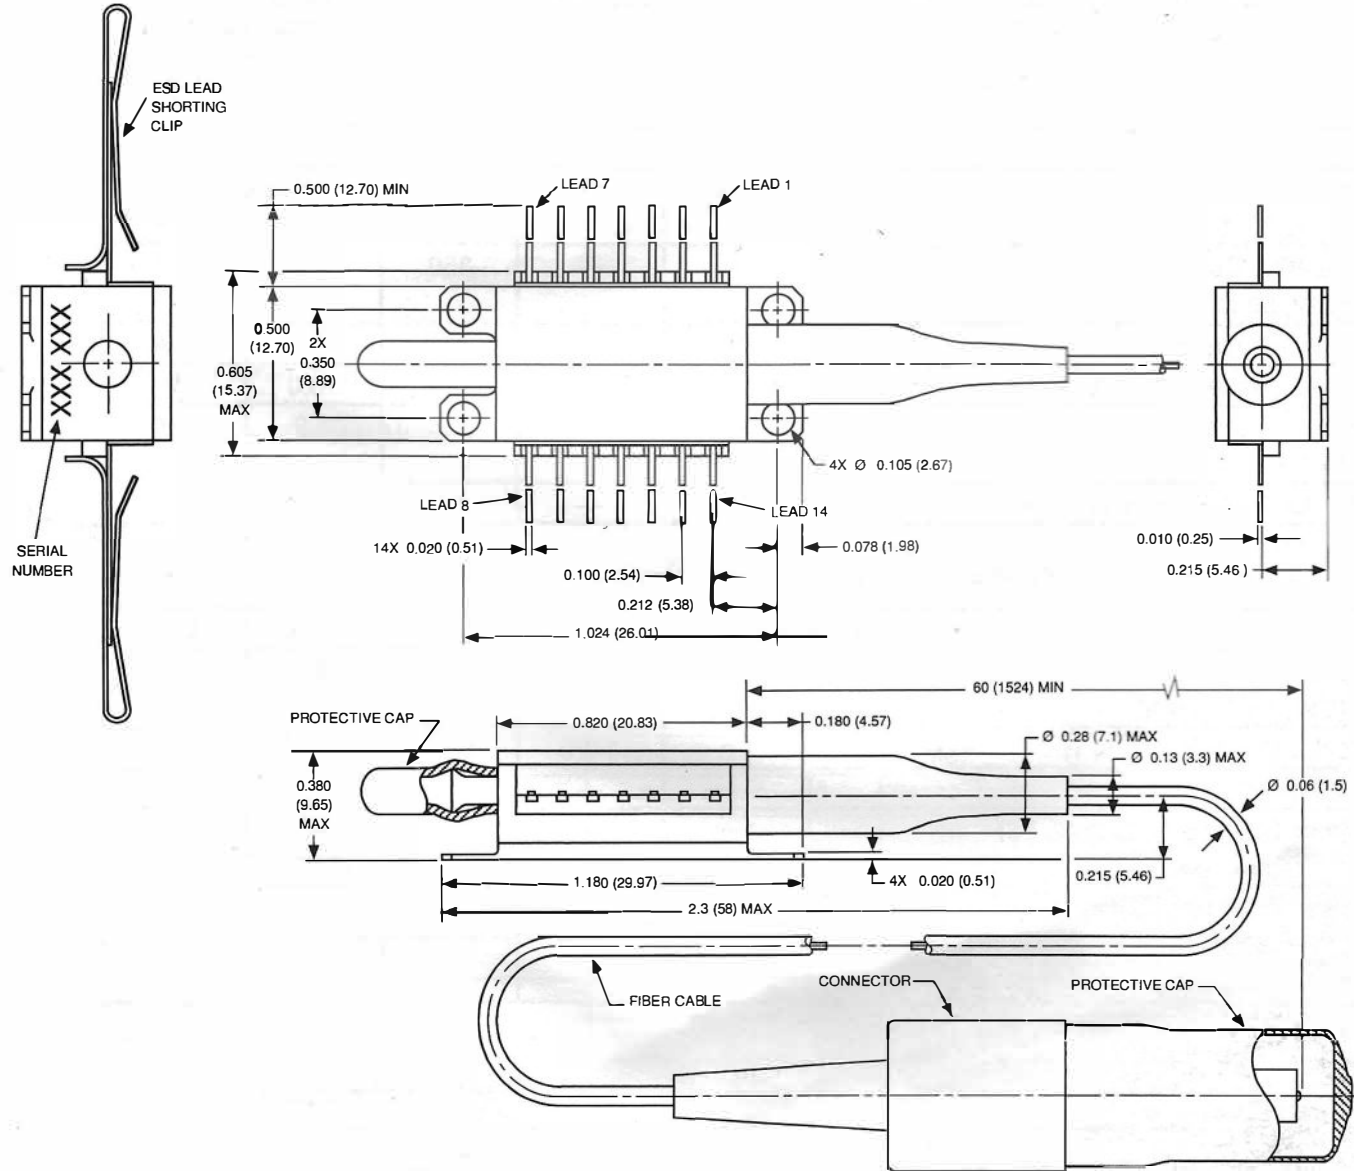 ESD LEAD
SHORTING
CLIP
0.500 (12.70) MIN
LEAD 7
LEAD 1
0.500
(12.70)
2X
0.350
(8.89)
0.605
(15.37)
MAX
XXX XXX
4X Ø 0.105 (2.67)
LEAD 8
LEAD 14
SERIAL
NUMBER
14X 0.020 (0.51)
0.078 (1.98)
0.010 (0.25)
0.100 (2.54)
0.215 (5.46 )
0.212 (5.38)
1.024 (26.01)
60 (1524) MIN
PROTECTIVE CAP
0.820 (20.83)
0.180 (4.57)
Ø 0.28 (7.1) MAX
Ø 0.13 (3.3) MAX
Ø 0.06 (1.5)
0.380
(9.65)
MAX
1.180 (29.97)
4X 0.020 (0.51)
0.215 (5.46)
2.3 (58) MAX
CONNECTOR
PROTECTIVE CAP
FIBER CABLE